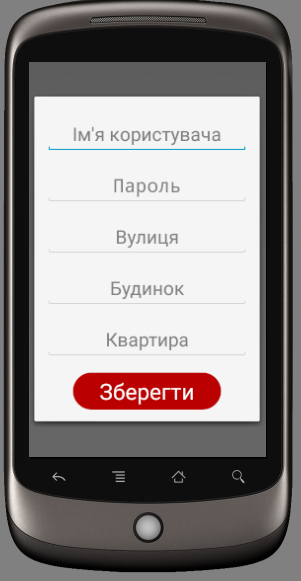 Ім'я користувача
Пароль
Вулиця
Будинок
Квартира
Зберегти